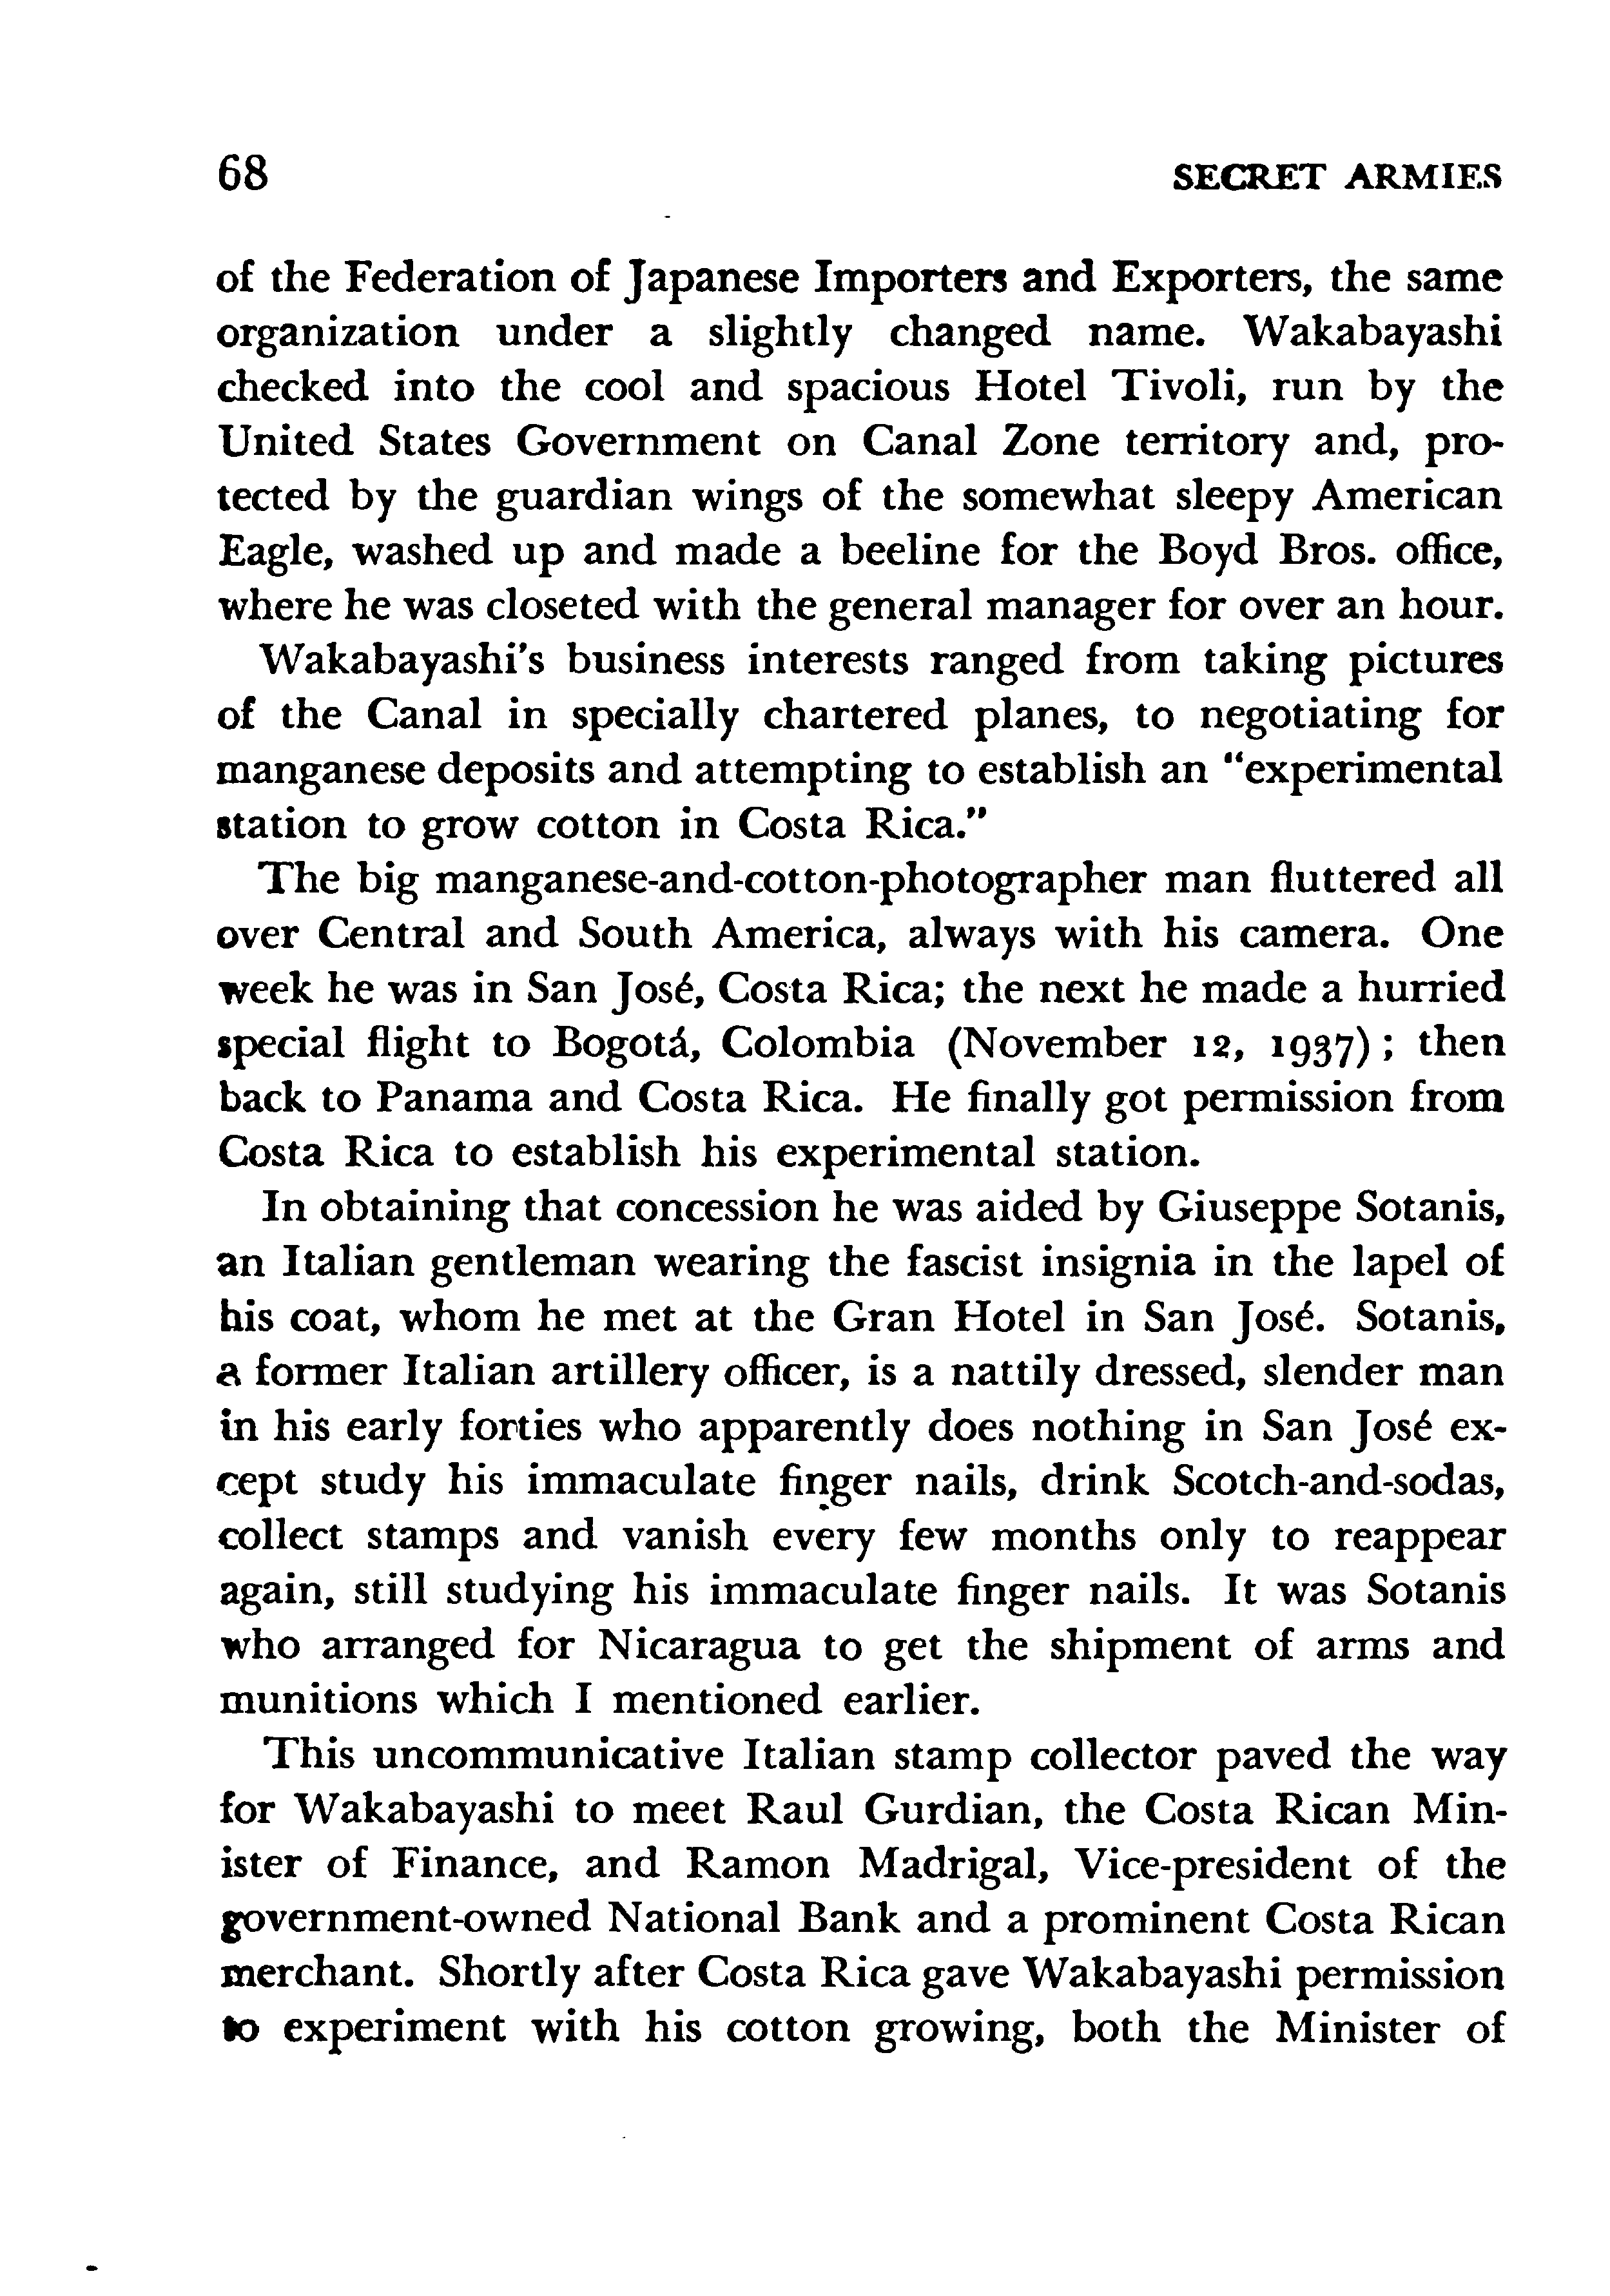 68 SECRET ARMIES
of the Federation of Japanese Importers and Exporters, the same
organization under a slightly changed name. Wakabayashi
checked into the cool and spacious Hotel Tivoli, run by the
United States Government on Canal Zone territory and, pro-
tected by the guardian wings of the somewhat sleepy American
Eagle, washed up and made a beeline for the Boyd Bros. office,
where he was closeted with the general manager for over an hour.
Wakabayashi's business interests ranged from taking pictures
of the Canal in specially chartered planes, to negotiating for
manganese deposits and attempting to establish an "experimental
station to grow cotton in Costa Rica."
The big manganese-and-cotton-photographer man fluttered all
over Central and South America, always with his camera. One
week he was in San José, Costa Rica; the next he made a hurried
special flight to Bogotá, Colombia (November 12, 1937); then
back to Panama and Costa Rica. He finally got permission from
Costa Rica to establish his experimental station.
In obtaining that concession he was aided by Giuseppe Sotanis,
an Italian gentleman wearing the fascist insignia in the lapel of
his coat, whom he met at the Gran Hotel in San José. Sotanis,
a former Italian artillery officer, is a nattily dressed, slender man
in his early forties who apparently does nothing in San José ex-
cept study his immaculate finger nails, drink Scotch-and-sodas,
collect stamps and vanish every few months only to reappear
again, still studying his immaculate finger nails. It was Sotanis
who arranged for Nicaragua to get the shipment of arms and
munitions which I mentioned earlier.
This uncommunicative Italian stamp collector paved the way
for Wakabayashi to meet Raul Gurdian, the Costa Rican Min-
ister of Finance, and Ramon Madrigal, Vice-president of the
government-owned National Bank and a prominent Costa Rican
merchant. Shortly after Costa Rica gave Wakabayashi permission
to experiment with his cotton growing, both the Minister of